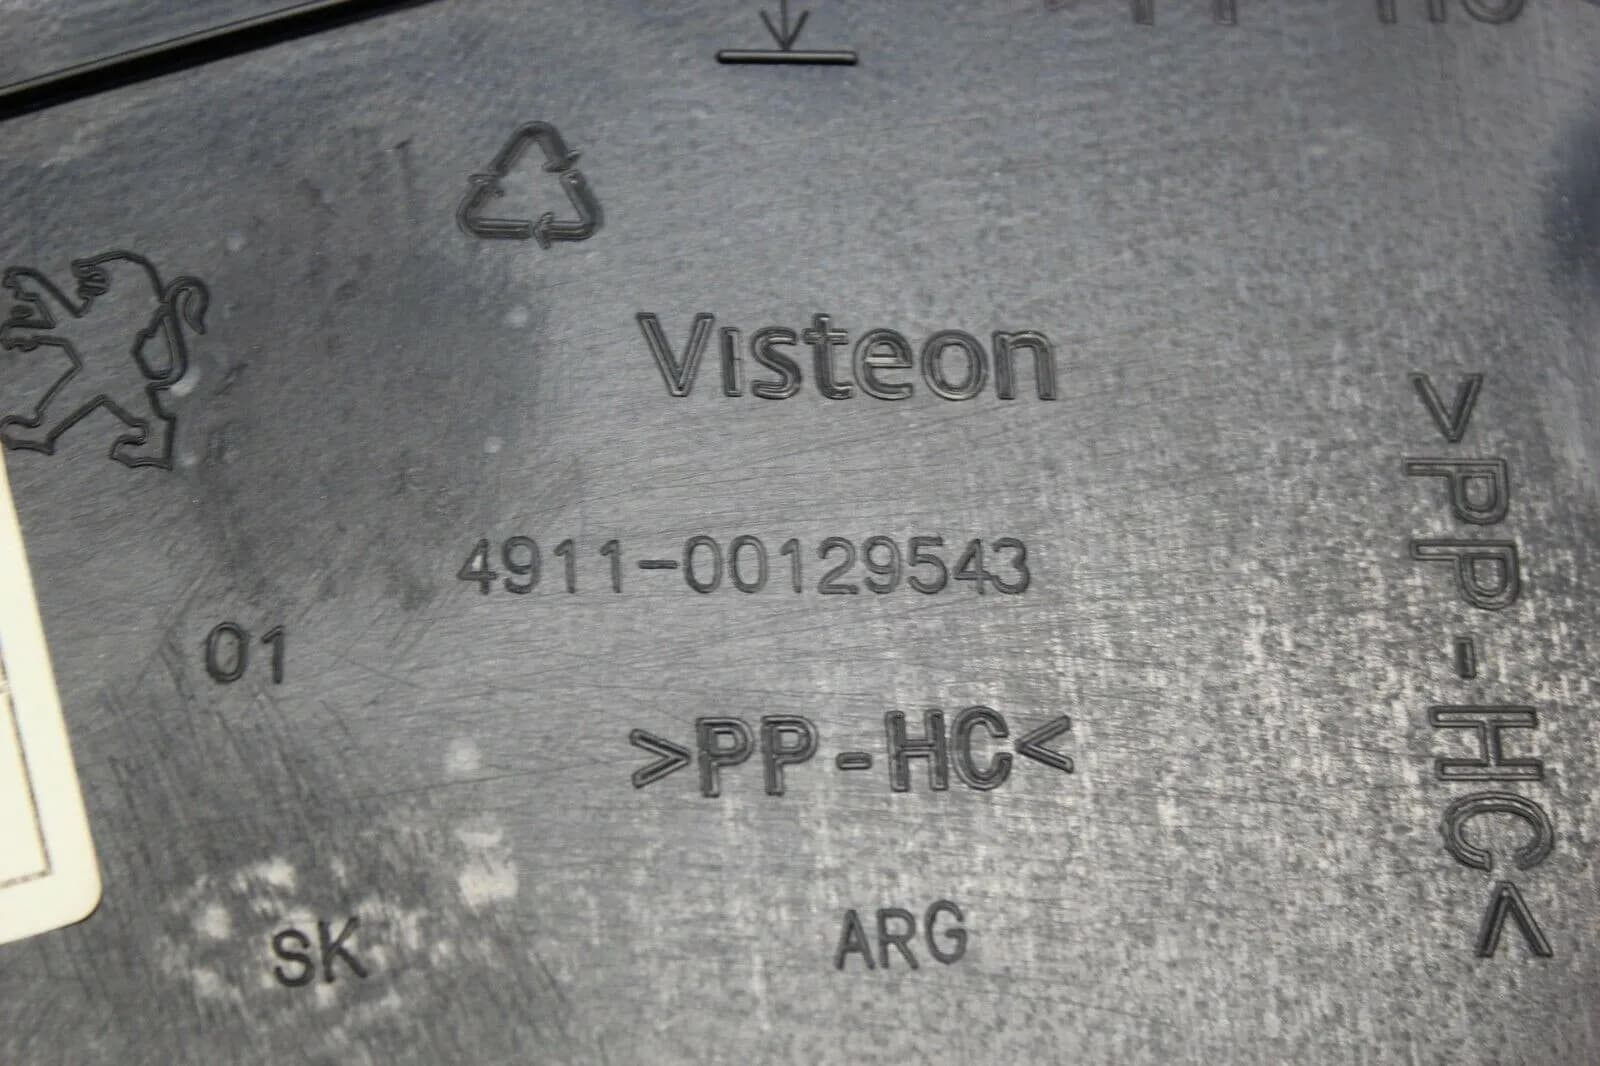 Visteon
4911-00129543
01
>PP-HC<
>PP-HC<
SK
ARG